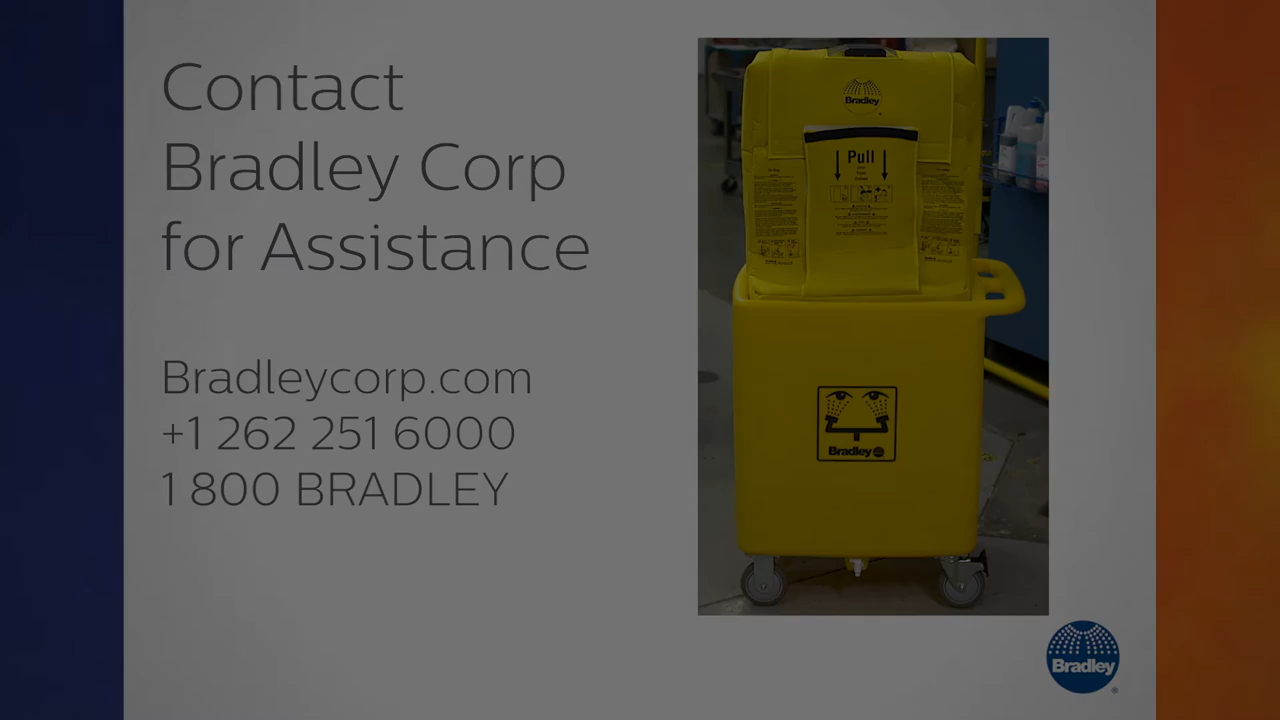 Contact
Bradley Corp
for Assistance
Bradleycorp.com
+1 262 251 6000
1 800 BRADLEY
Bradley
Pull
Bradley
Bradley
®